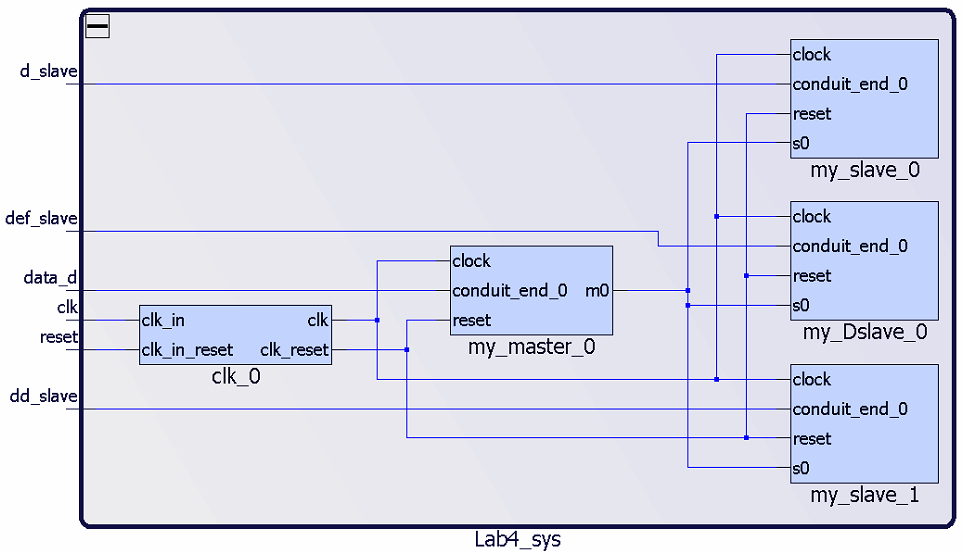 d_slave
def_slave
data_d
clk
reset
dd_slave
clk_in clk
clk_in_reset clk_reset
clk_0
clock
conduit_end_0 m0
reset
my_master_0
clock
conduit_end_0
reset
s0
my_slave_0
clock
conduit_end_0
reset
s0
my_Dslave_0
clock
conduit_end_0
reset
s0
my_slave_1
Lab4_sys